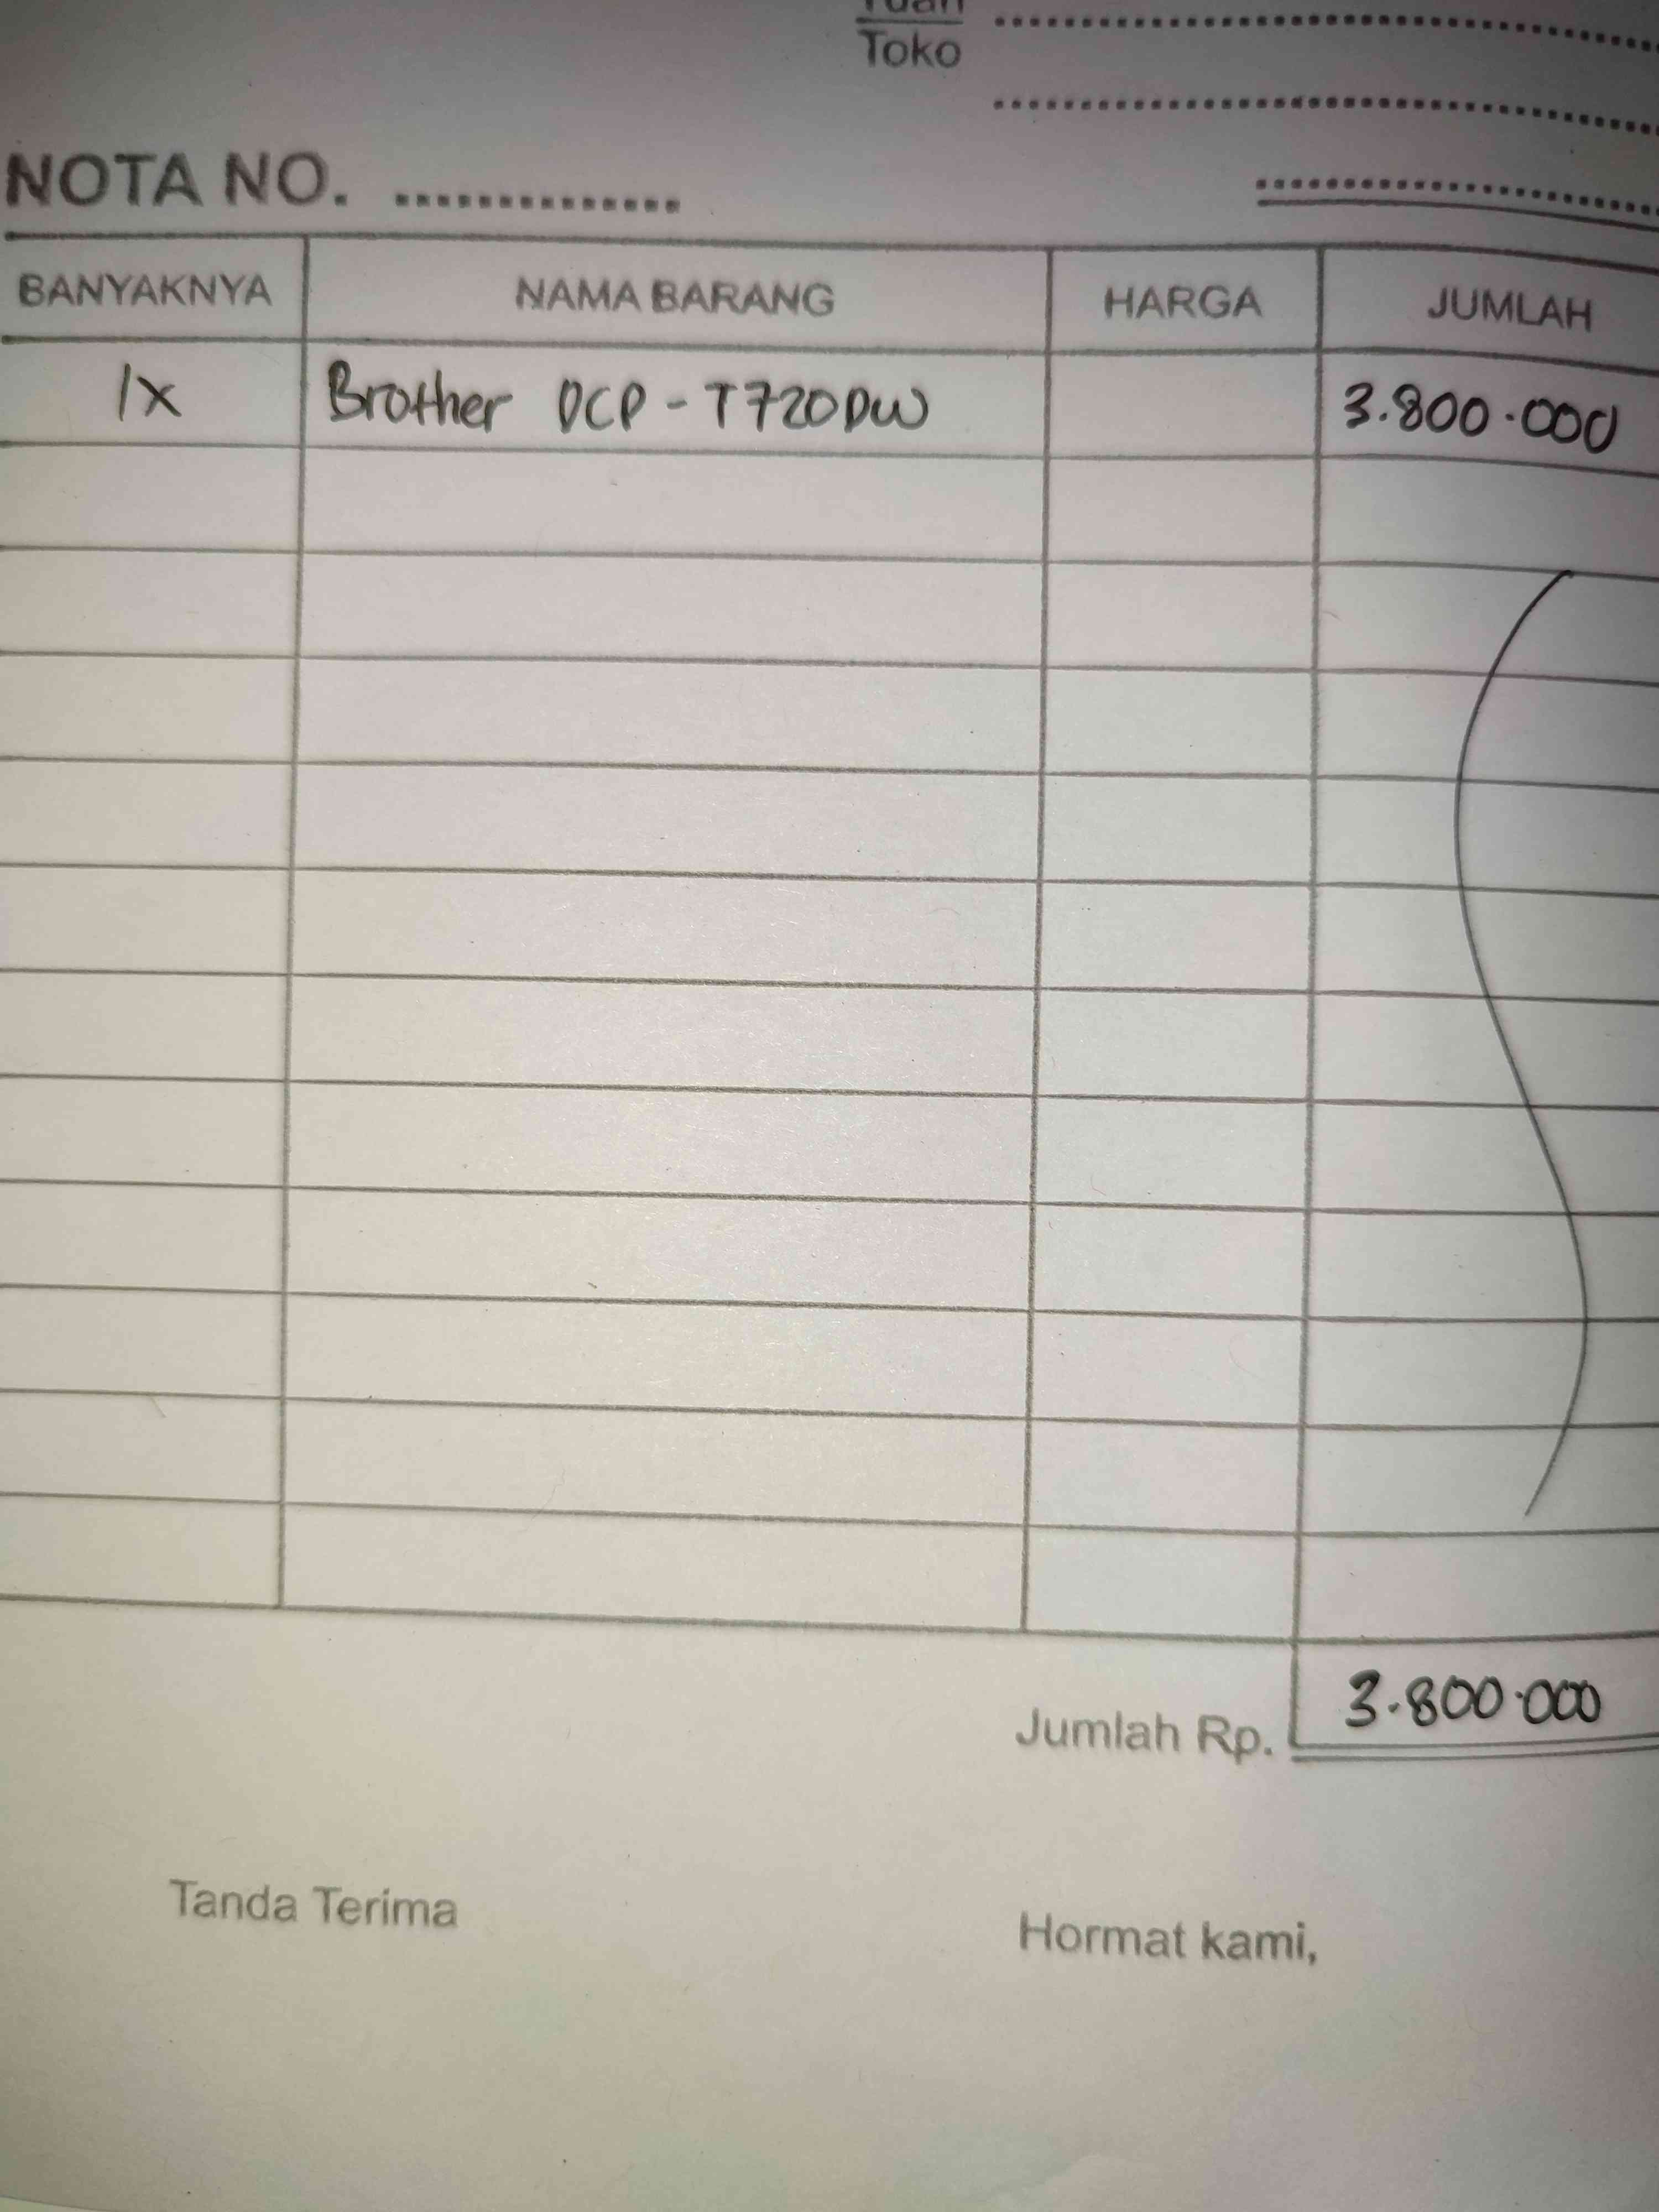 Tuan
Toko
NOTA NO. ..............
BANYAKNYA NAMA BARANG HARGA JUMLAH
1x Brother DCP-T720DW 3.800.000
Jumlah Rp. 3.800.000
Tanda Terima Hormat kami,